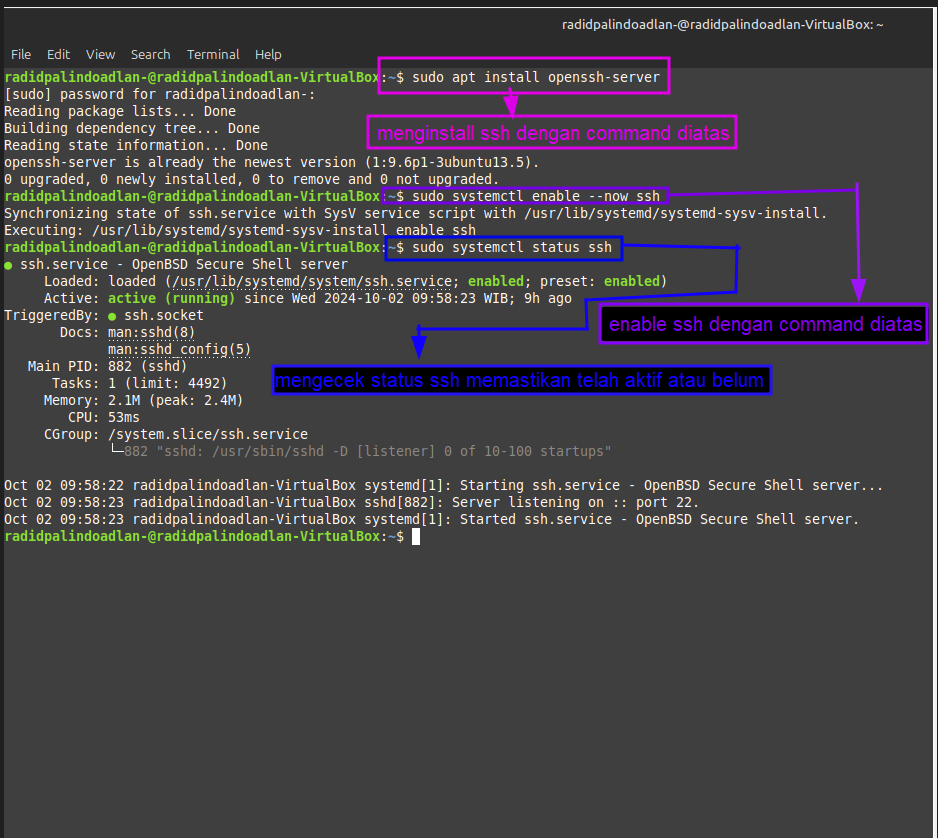 radidpalindoadlan-@radidpalindoadlan-VirtualBox: ~
File Edit View Search Terminal Help
radidpalindoadlan-@radidpalindoadlan-VirtualBox:~$ sudo apt install openssh-server
[sudo] password for radidpalindoadlan-:
Reading package lists... Done
Building dependency tree... Done
menginstall ssh dengan command diatas
Reading state information... Done
openssh-server is already the newest version (1:9.6p1-3ubuntu13.5).
0 upgraded, 0 newly installed, 0 to remove and 0 not upgraded.
radidpalindoadlan-@radidpalindoadlan-VirtualBox:~$ sudo systemctl enable --now ssh
Synchronizing state of ssh.service with SysV service script with /usr/lib/systemd/systemd-sysv-install.
Executing: /usr/lib/systemd/systemd-sysv-install enable ssh
radidpalindoadlan-@radidpalindoadlan-VirtualBox:~$ sudo systemctl status ssh
● ssh.service - OpenBSD Secure Shell server
Loaded: loaded (/usr/lib/systemd/system/ssh.service; enabled; preset: enabled)
Active: active (running) since Wed 2024-10-02 09:58:23 WIB; 9h ago
TriggeredBy: ● ssh.socket
enable ssh dengan command diatas
Docs: man:sshd(8)
man:sshd_config(5)
Main PID: 882 (sshd)
mengecek status ssh memastikan telah aktif atau belum
Tasks: 1 (limit: 4492)
Memory: 2.1M (peak: 2.4M)
CPU: 53ms
CGroup: /system.slice/ssh.service
└─882 "sshd: /usr/sbin/sshd -D [listener] 0 of 10-100 startups"
Oct 02 09:58:22 radidpalindoadlan-VirtualBox systemd[1]: Starting ssh.service - OpenBSD Secure Shell server...
Oct 02 09:58:23 radidpalindoadlan-VirtualBox sshd[882]: Server listening on :: port 22.
Oct 02 09:58:23 radidpalindoadlan-VirtualBox systemd[1]: Started ssh.service - OpenBSD Secure Shell server.
radidpalindoadlan-@radidpalindoadlan-VirtualBox:~$